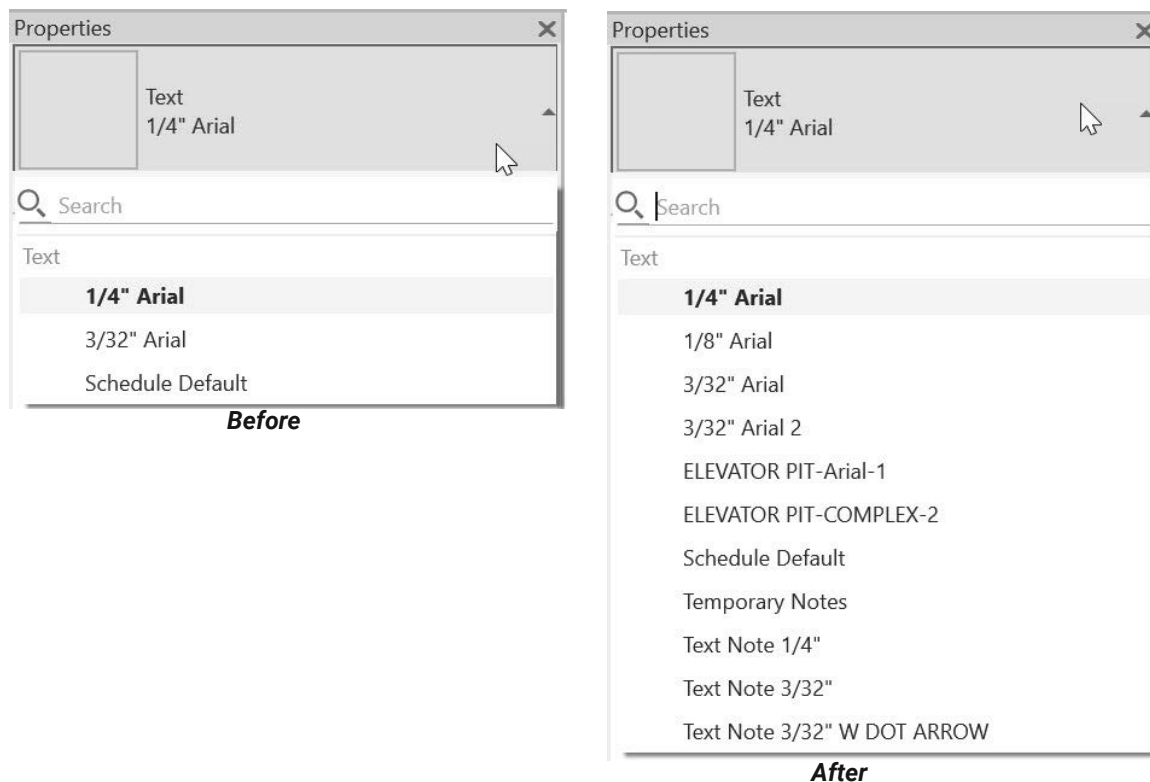 Properties
Text
1/4" Arial
Search
Text
1/4" Arial
3/32" Arial
Schedule Default
Before
Properties
Text
1/4" Arial
Search
Text
1/4" Arial
1/8" Arial
3/32" Arial
3/32" Arial 2
ELEVATOR PIT-Arial-1
ELEVATOR PIT-COMPLEX-2
Schedule Default
Temporary Notes
Text Note 1/4"
Text Note 3/32"
Text Note 3/32" W DOT ARROW
After